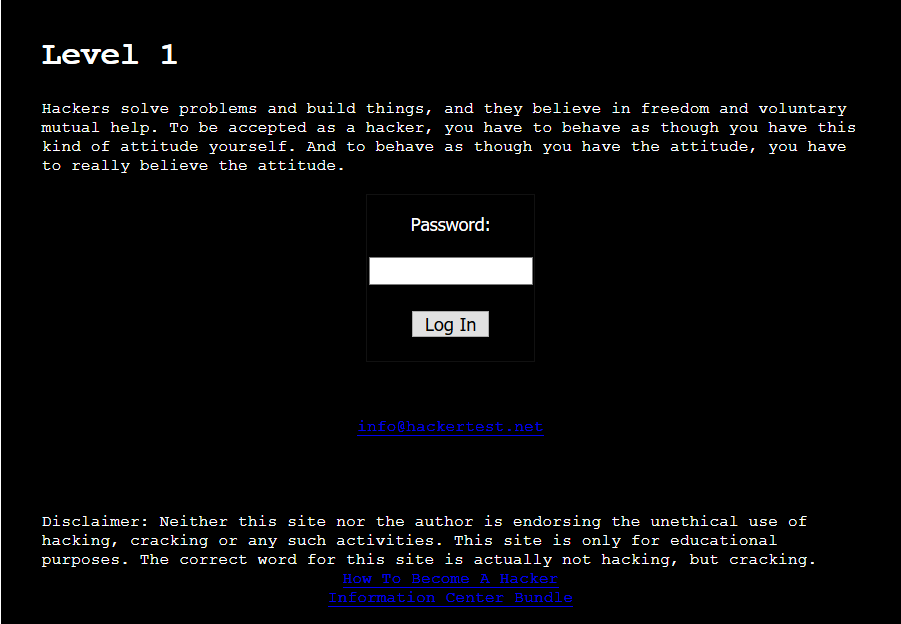 Level 1
Hackers solve problems and build things, and they believe in freedom and voluntary
mutual help. To be accepted as a hacker, you have to behave as though you have this
kind of attitude yourself. And to behave as though you have the attitude, you have
to really believe the attitude.
Password:
Log In
info@hackertest.net
Disclaimer: Neither this site nor the author is endorsing the unethical use of
hacking, cracking or any such activities. This site is only for educational
purposes. The correct word for this site is actually not hacking, but cracking.
How To Become A Hacker
Information Center Bundle